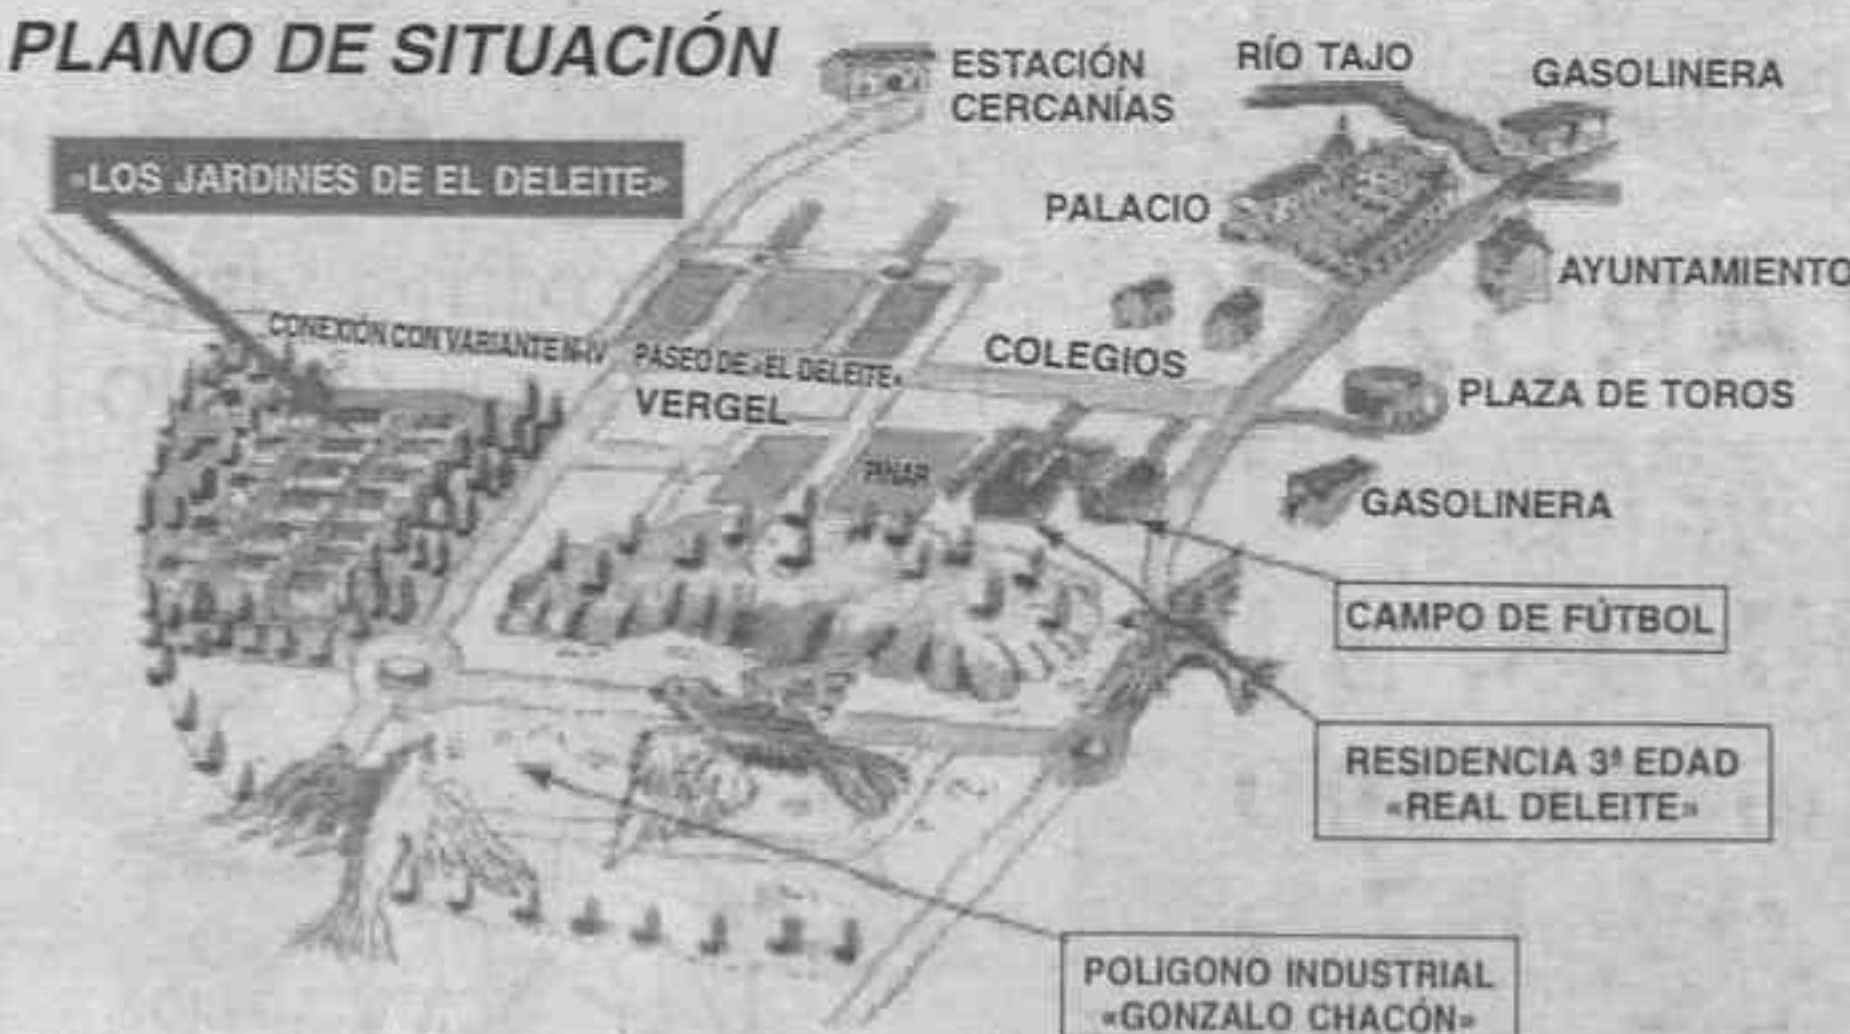 PLANO DE SITUACIÓN
ESTACIÓN
CERCANÍAS
RÍO TAJO
GASOLINERA
«LOS JARDINES DE EL DELEITE»
PALACIO
AYUNTAMIENTO
CONEXIÓN CON VARIANTE N-IV
PASEO DE «EL DELEITE»
COLEGIOS
VERGEL
PLAZA DE TOROS
PINAR
GASOLINERA
CAMPO DE FÚTBOL
RESIDENCIA 3ª EDAD
«REAL DELEITE»
POLIGONO INDUSTRIAL
«GONZALO CHACÓN»